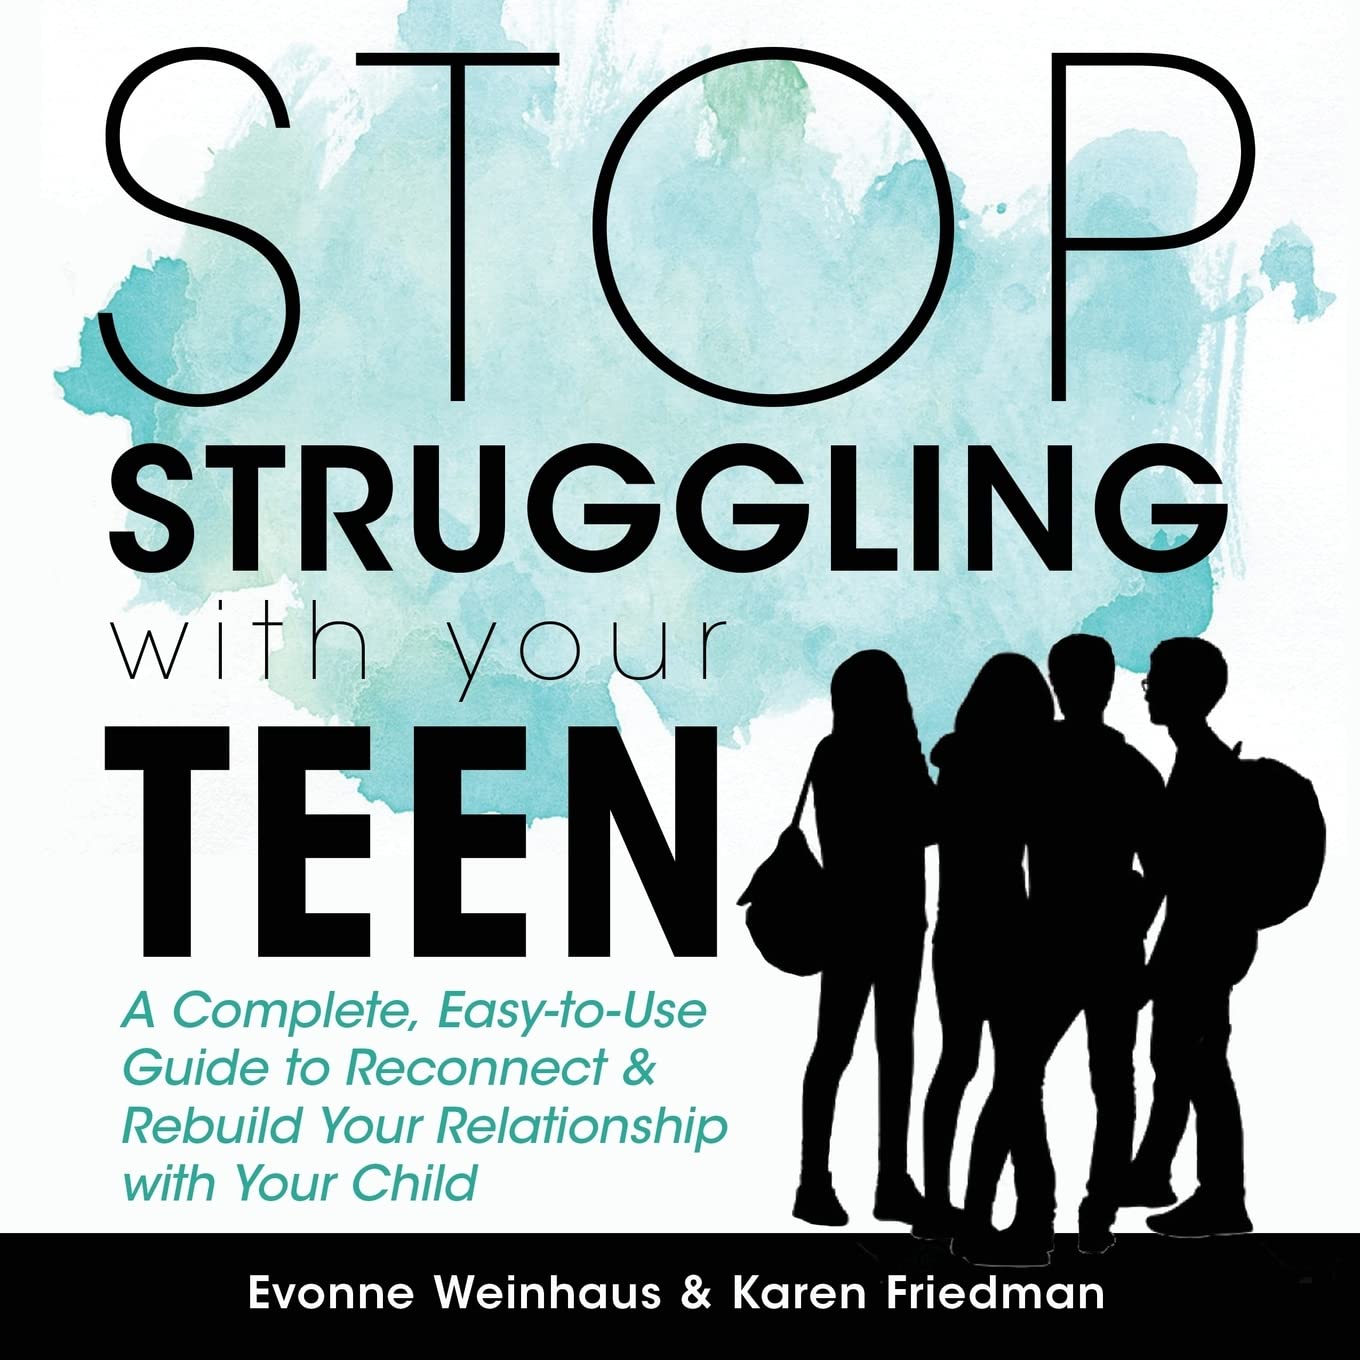 STOP
STRUGGLING
with your
TEEN
A Complete, Easy-to-Use
Guide to Reconnect &
Rebuild Your Relationship
with Your Child
Evonne Weinhaus & Karen Friedman